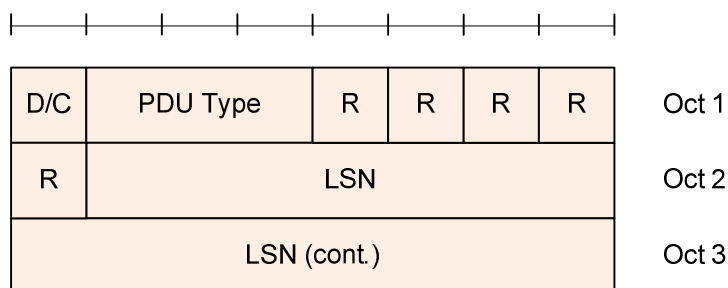 D/C PDU Type R R R R Oct 1
R LSN Oct 2
LSN (cont.) Oct 3